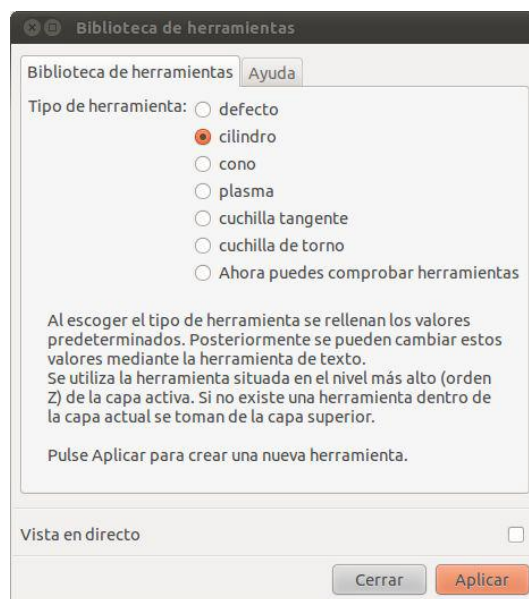 Biblioteca de herramientas
Biblioteca de herramientas Ayuda
Tipo de herramienta: defecto
cilindro
cono
plasma
cuchilla tangente
cuchilla de torno
Ahora puedes comprobar herramientas
Al escoger el tipo de herramienta se rellenan los valores
predeterminados. Posteriormente se pueden cambiar estos
valores mediante la herramienta de texto.
Se utiliza la herramienta situada en el nivel más alto (orden
Z) de la capa activa. Si no existe una herramienta dentro de
la capa actual se toman de la capa superior.
Pulse Aplicar para crear una nueva herramienta.
Vista en directo
Cerrar Aplicar